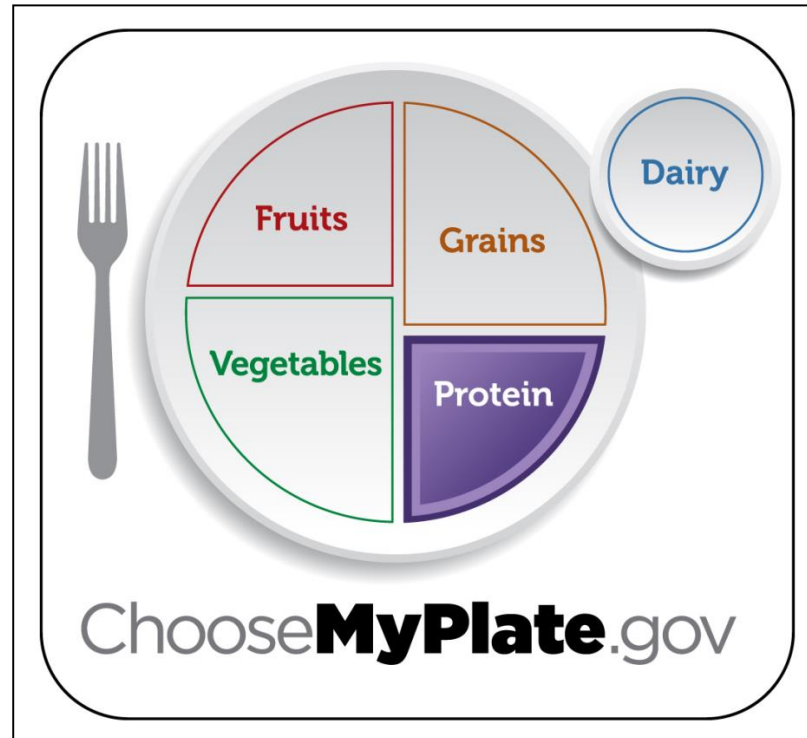 Dairy
Fruits
Grains
Vegetables
Protein
ChooseMyPlate.gov